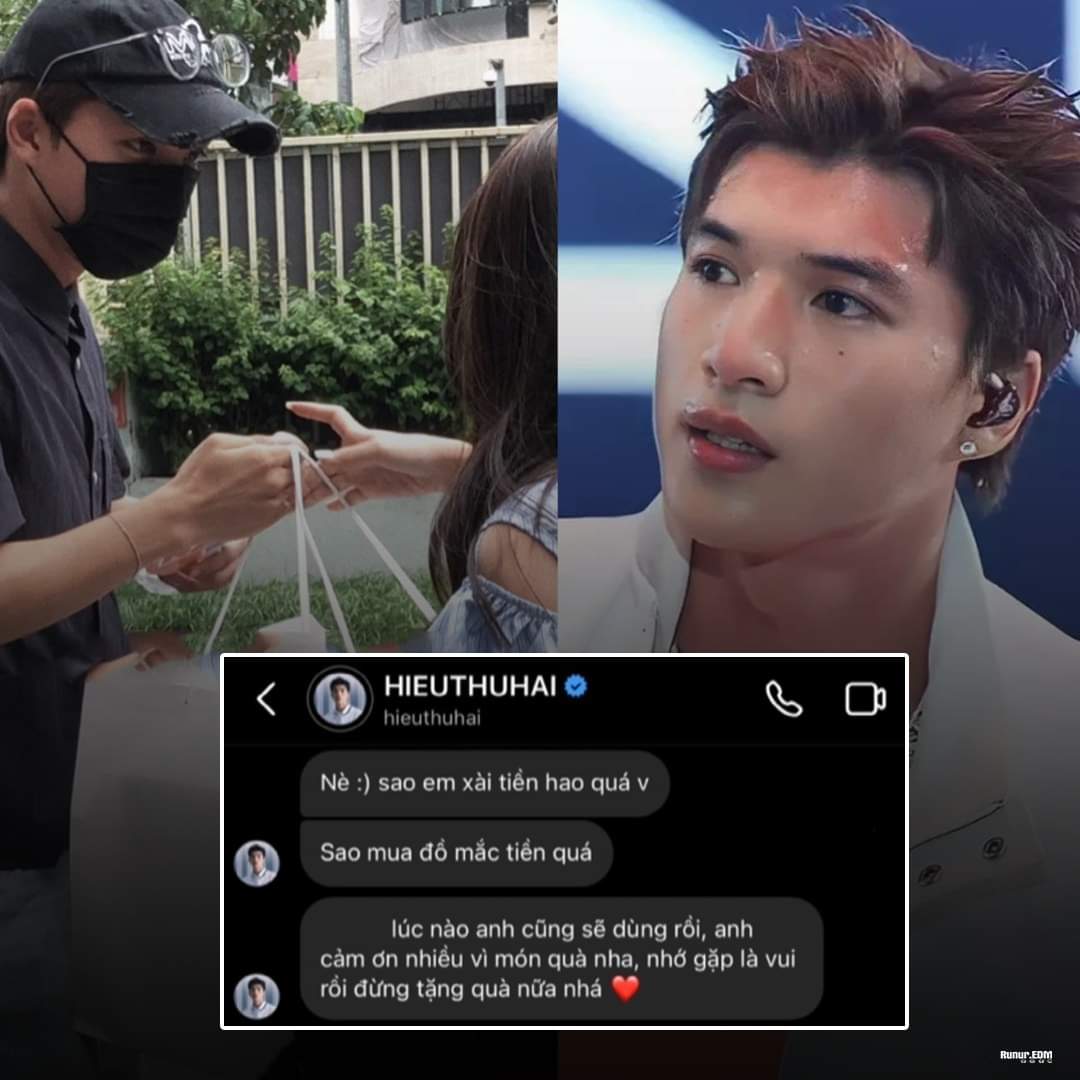 HIEUTHUHAI
hieuthuhai
Nè :) sao em xài tiền hao quá v
Sao mua đồ mắc tiền quá
lúc nào anh cũng sẽ dùng rồi, anh
cảm ơn nhiều vì món quà nha, nhớ gặp là vui
rồi đừng tặng quà nữa nhá ❤️
Runur.EDM